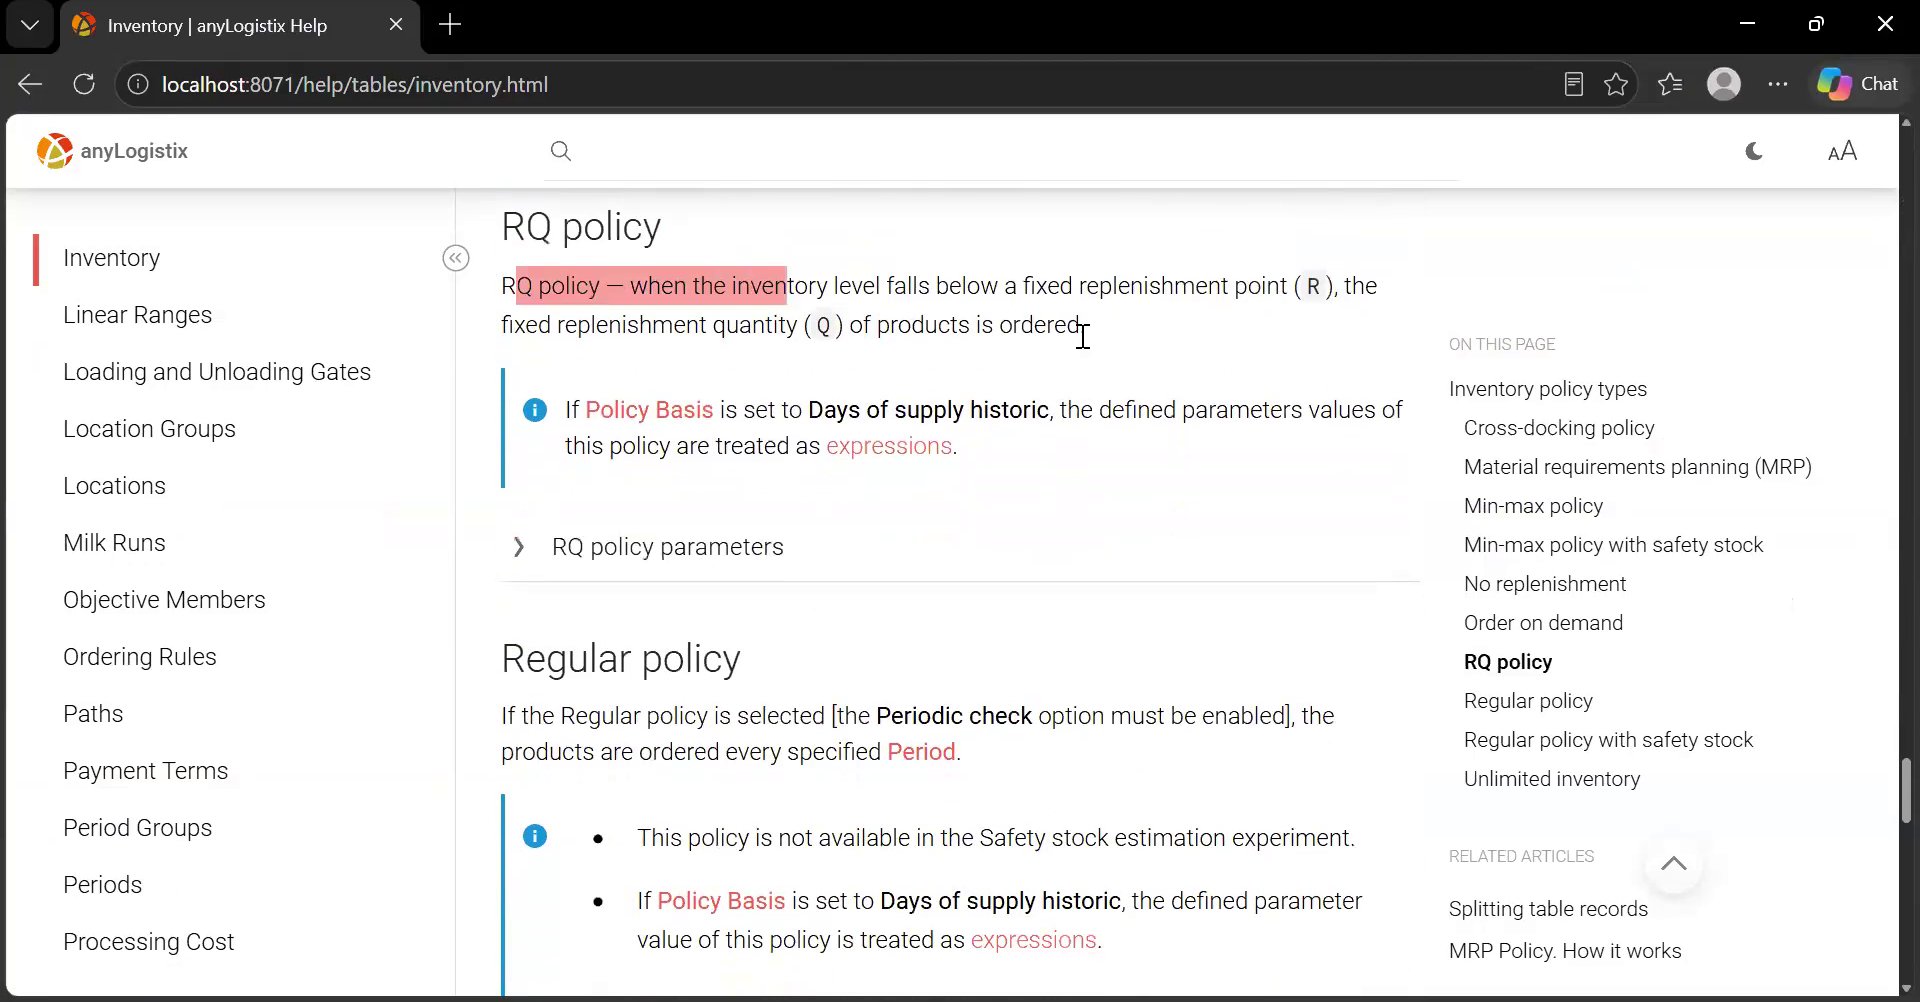 Inventory | anyLogistix Help
localhost:8071/help/tables/inventory.html
Chat
anyLogistix
AA
Inventory
Linear Ranges
Loading and Unloading Gates
Location Groups
Locations
Milk Runs
Objective Members
Ordering Rules
Paths
Payment Terms
Period Groups
Periods
Processing Cost
RQ policy
RQ policy — when the inventory level falls below a fixed replenishment point ( R ), the
fixed replenishment quantity ( Q ) of products is ordered.
If Policy Basis is set to Days of supply historic, the defined parameters values of
this policy are treated as expressions.
RQ policy parameters
Regular policy
If the Regular policy is selected [the Periodic check option must be enabled], the
products are ordered every specified Period.
• This policy is not available in the Safety stock estimation experiment.
• If Policy Basis is set to Days of supply historic, the defined parameter
value of this policy is treated as expressions.
ON THIS PAGE
Inventory policy types
Cross-docking policy
Material requirements planning (MRP)
Min-max policy
Min-max policy with safety stock
No replenishment
Order on demand
RQ policy
Regular policy
Regular policy with safety stock
Unlimited inventory
RELATED ARTICLES
Splitting table records
MRP Policy. How it works